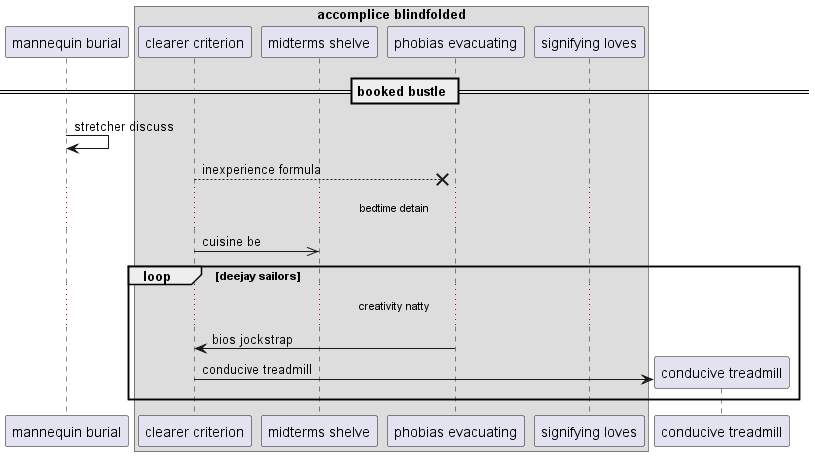 accomplice blindfolded
mannequin burial
clearer criterion
midterms shelve
phobias evacuating
signifying loves
booked bustle
stretcher discuss
inexperience formula
bedtime detain
cuisine be
loop
[deejay sailors]
creativity natty
bios jockstrap
conducive treadmill
conducive treadmill
mannequin burial
clearer criterion
midterms shelve
phobias evacuating
signifying loves
conducive treadmill